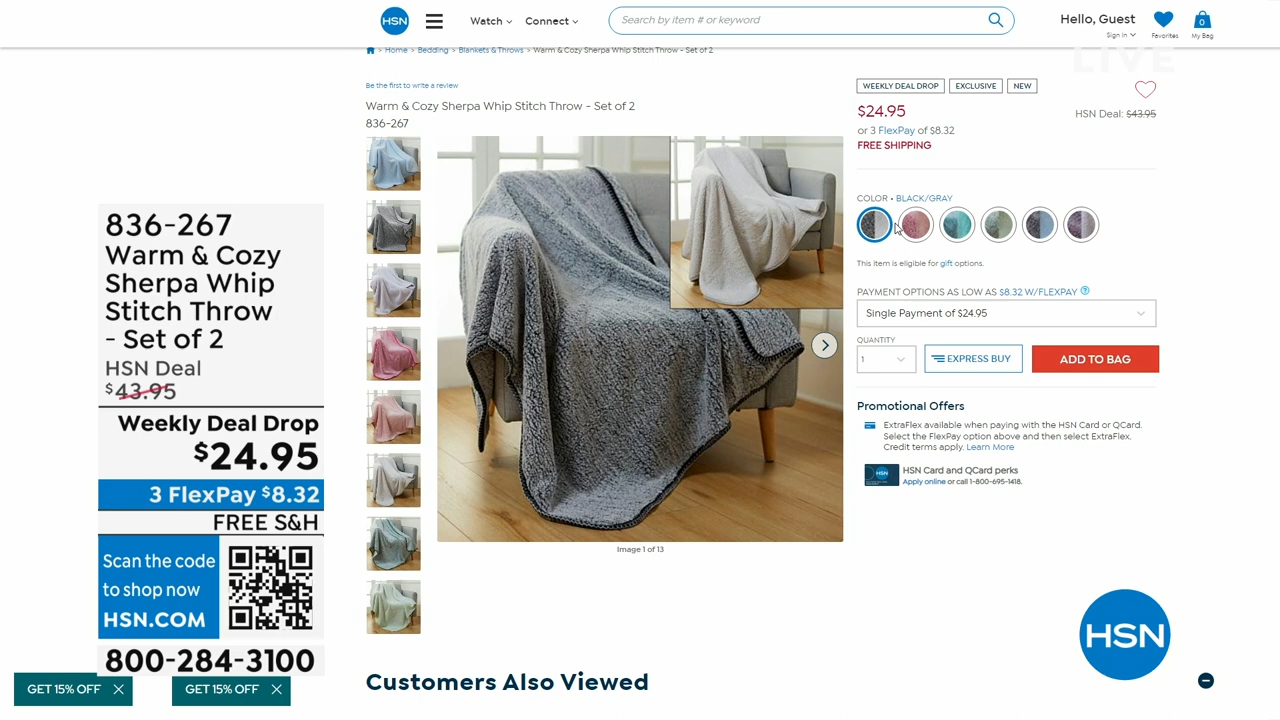 HSN
Watch
Connect
Search by item # or keyword
Hello, Guest
Sign In
Favorites
0
My Bag
LIVE
> Home > Bedding > Blankets & Throws > Warm & Cozy Sherpa Whip Stitch Throw - Set of 2
Be the first to write a review
Warm & Cozy Sherpa Whip Stitch Throw - Set of 2
836-267
Image 1 of 13
WEEKLY DEAL DROP
EXCLUSIVE
NEW
$24.95
HSN Deal: $43.95
or 3 FlexPay of $8.32
FREE SHIPPING
COLOR • BLACK/GRAY
This item is eligible for gift options.
PAYMENT OPTIONS AS LOW AS $8.32 W/FLEXPAY
Single Payment of $24.95
QUANTITY
1
EXPRESS BUY
ADD TO BAG
Promotional Offers
ExtraFlex available when paying with the HSN Card or QCard.
Select the FlexPay option above and then select ExtraFlex.
Credit terms apply. Learn More
HSN
HSN Card and QCard perks
Apply online or call 1-800-695-1418.
836-267
Warm & Cozy
Sherpa Whip
Stitch Throw
- Set of 2
HSN Deal
$43.95
Weekly Deal Drop
$24.95
3 FlexPay $8.32
FREE S&H
Scan the code
to shop now
HSN.COM
800-284-3100
GET 15% OFF
GET 15% OFF
HSN
Customers Also Viewed